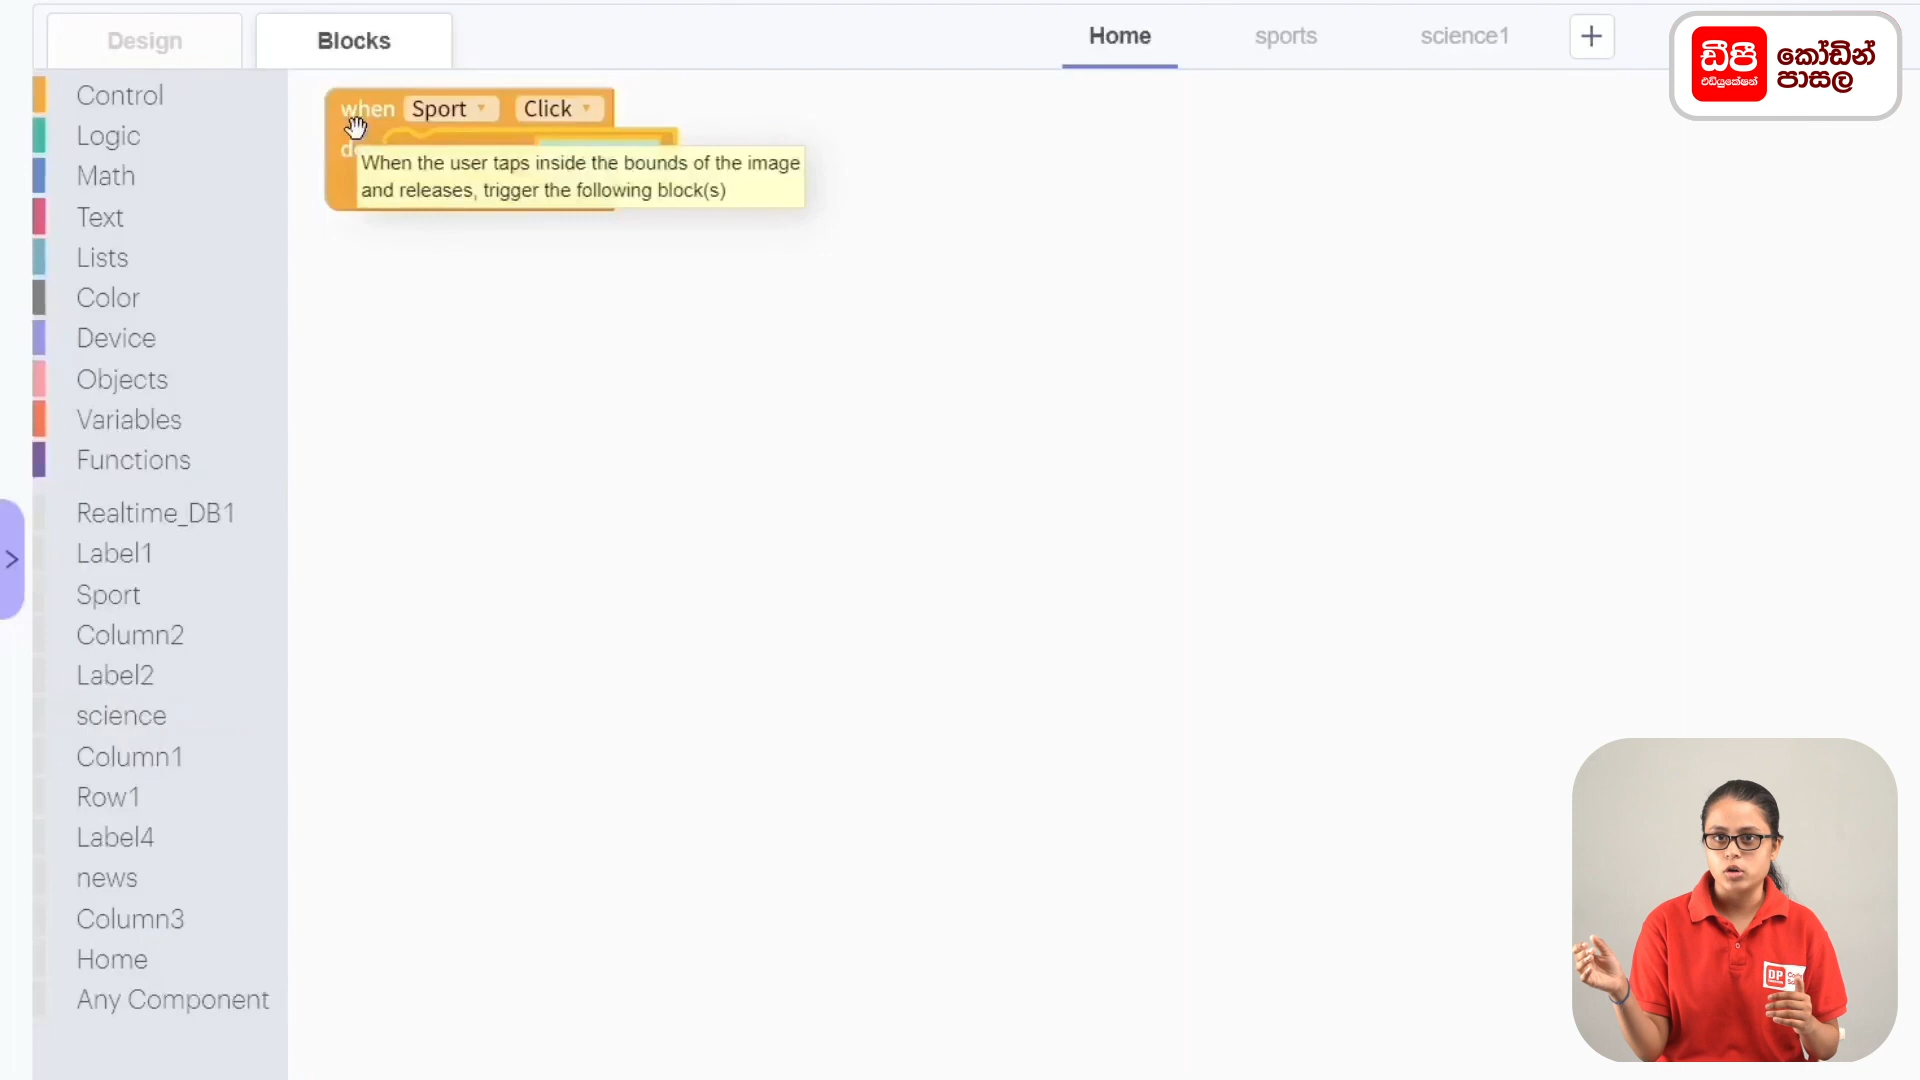 Design
Blocks
Home
sports
science1
+
ඩීපී
එඩියුකේෂන්
කෝඩින්
පාසල
Control
Logic
Math
Text
Lists
Color
Device
Objects
Variables
Functions
Realtime_DB1
Label1
Sport
Column2
Label2
science
Column1
Row1
Label4
news
Column3
Home
Any Component
when Sport Click
When the user taps inside the bounds of the image
and releases, trigger the following block(s)
DP